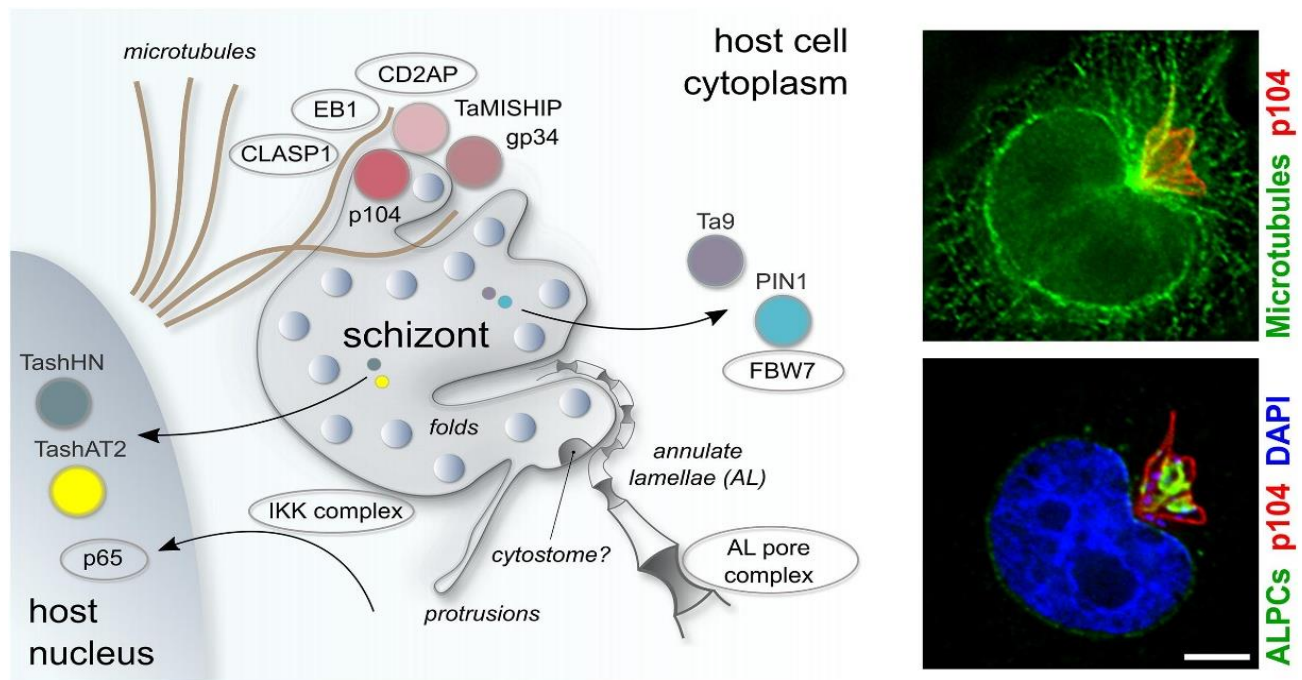 microtubules
CD2AP
host cell
cytoplasm
EB1
TaMISHIP
gp34
CLASP1
p104
Ta9
PIN1
FBW7
schizont
TashHN
TashAT2
folds
annulate
lamellae (AL)
IKK complex
cytostome?
AL pore
complex
p65
protrusions
host
nucleus
Microtubules p104
ALPCs p104 DAPI